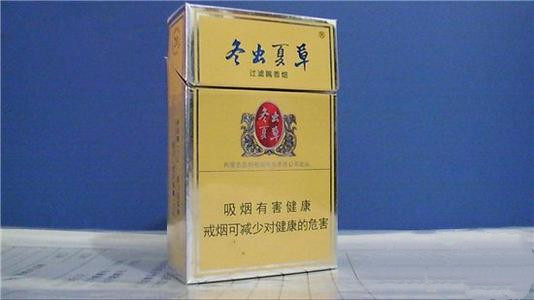 冬虫夏草®
过滤嘴香烟
冬虫
夏草
吸烟有害健康
戒烟可减少对健康的危害